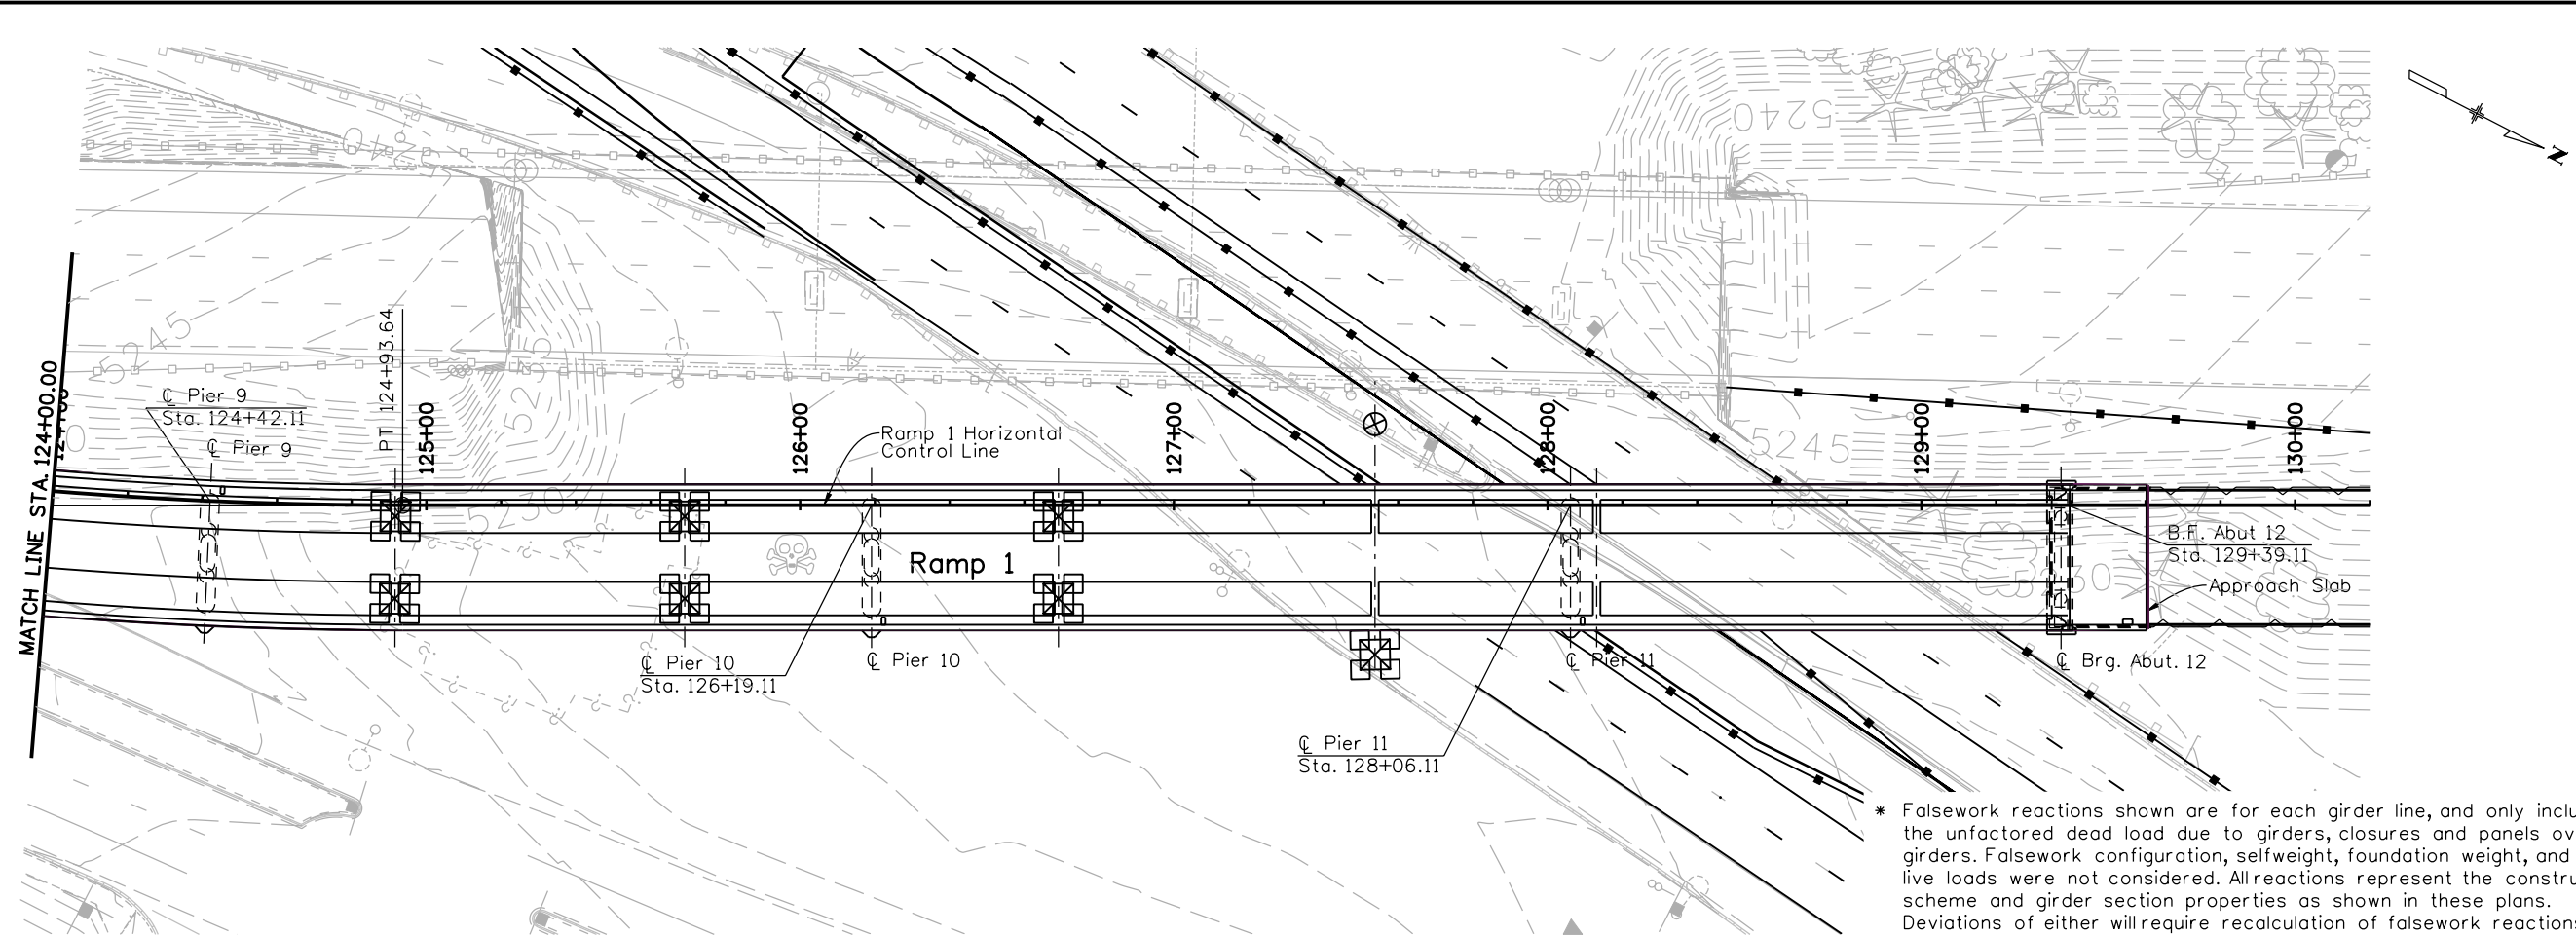 5240
5240
N
5245
MATCH LINE STA. 124+00.00
124+00
℄ Pier 9
Sta. 124+42.11
℄ Pier 9
PT 124+93.64
125+00
5235
126+00
Ramp 1 Horizontal
Control Line
127+00
128+00
5245
129+00
130+00
5230
Ramp 1
B.F. Abut 12
Sta. 129+39.11
5230
Approach Slab
℄ Pier 10
Sta. 126+19.11
℄ Pier 10
℄ Pier 11
℄ Brg. Abut. 12
℄ Pier 11
Sta. 128+06.11
* Falsework reactions shown are for each girder line, and only inclu
the unfactored dead load due to girders, closures and panels ov
girders. Falsework configuration, selfweight, foundation weight, and
live loads were not considered. All reactions represent the constru
scheme and girder section properties as shown in these plans.
Deviations of either will require recalculation of falsework reaction